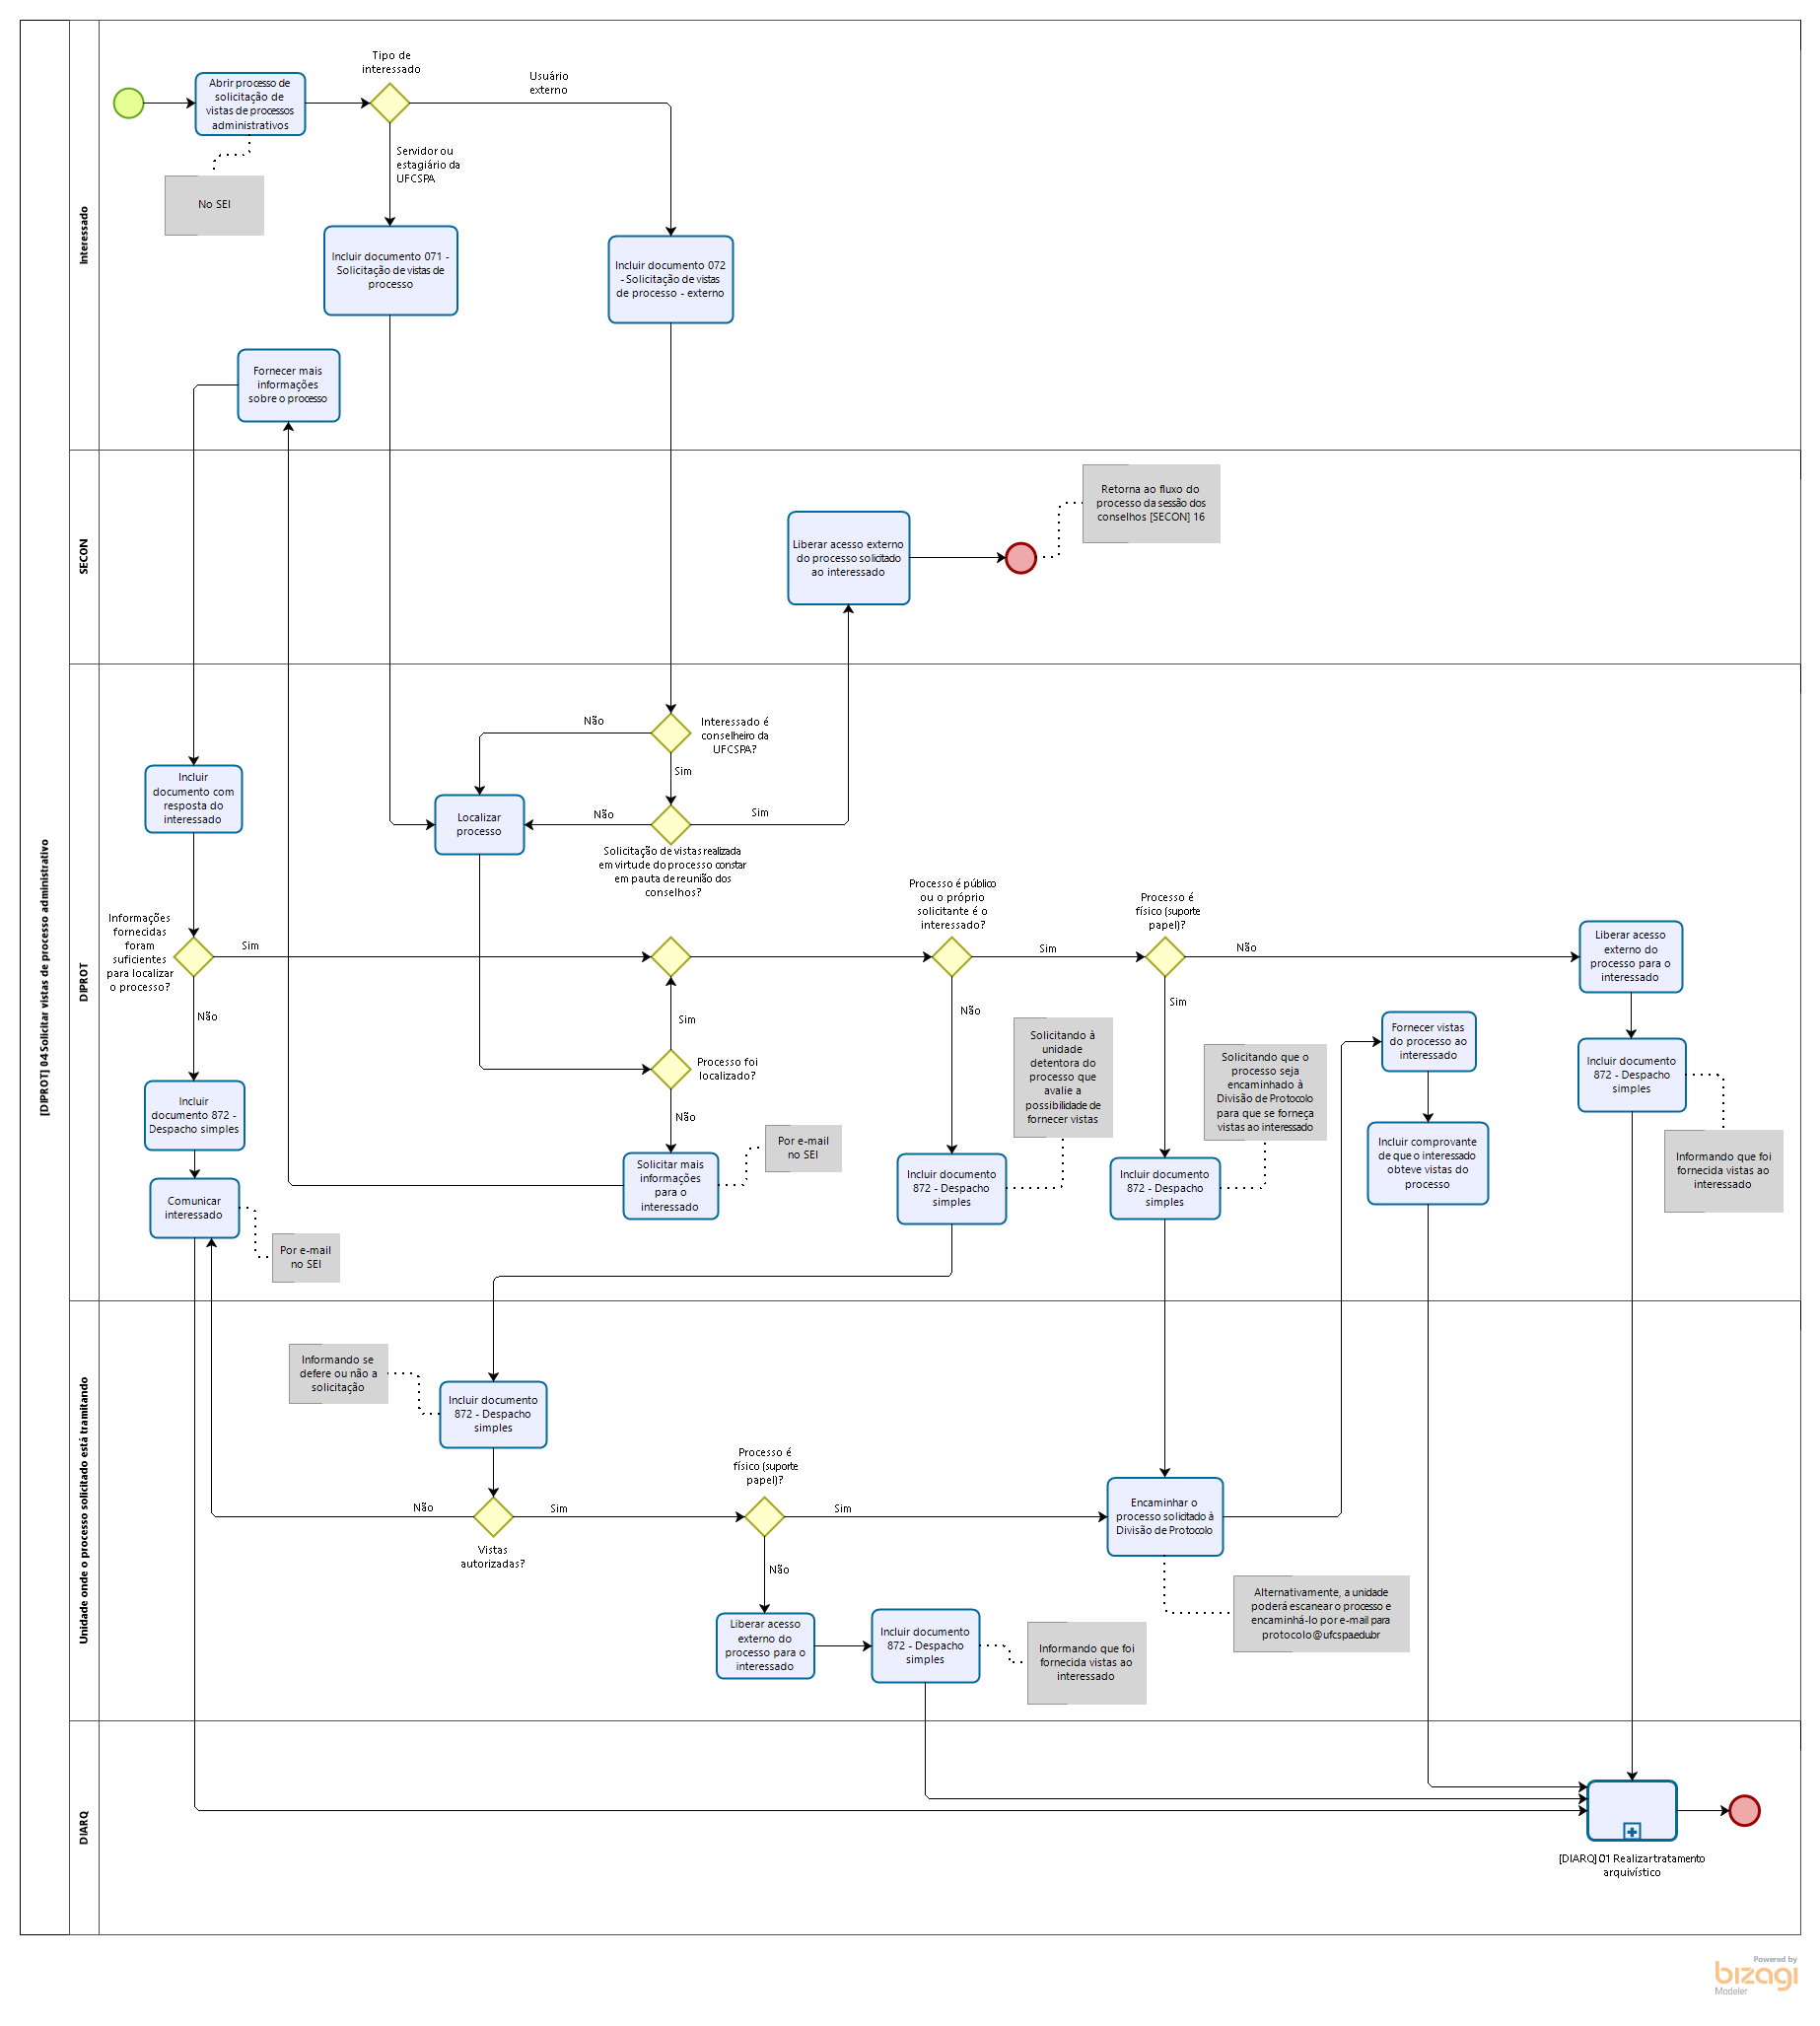 [DIPROT] 04 Solicitar vistas de processo administrativo
Interessado
Tipo de
interessado
Usuário
externo
Abrir processo de
solicitação de
vistas de processos
administrativos
No SEI
Servidor ou
estagiário da
UFCSPA
Incluir documento 071 -
Solicitação de vistas de
processo
Incluir documento 072
- Solicitação de vistas
de processo - externo
Fornecer mais
informações
sobre o processo
SECON
Retorna ao fluxo do
processo da sessão dos
conselhos [SECON] 16
Liberar acesso externo
do processo solicitado
ao interessado
DIPROT
Não
Interessado é
conselheiro da
UFCSPA?
Sim
Incluir
documento com
resposta do
interessado
Localizar
processo
Não
Sim
Solicitação de vistas realizada
em virtude do processo constar
em pauta de reunião dos
conselhos?
Informações
fornecidas
foram
suficientes
para localizar
o processo?
Sim
Não
Processo é público
ou o próprio
solicitante é o
interessado?
Sim
Não
Processo é
físico (suporte
papel)?
Não
Sim
Liberar acesso
externo do
processo para o
interessado
Sim
Processo foi
localizado?
Não
Solicitando à
unidade
detentora do
processo que
avalie a
possibilidade de
fornecer vistas
Solicitando que o
processo seja
encaminhado à
Divisão de Protocolo
para que se forneça
vistas ao interessado
Fornecer vistas
do processo ao
interessado
Incluir documento
872 - Despacho
simples
Incluir
documento 872 -
Despacho simples
Por e-mail
no SEI
Incluir comprovante
de que o interessado
obteve vistas do
processo
Informando que foi
fornecida vistas ao
interessado
Comunicar
interessado
Por e-mail
no SEI
Solicitar mais
informações
para o
interessado
Incluir documento
872 - Despacho
simples
Incluir documento
872 - Despacho
simples
Unidade onde o processo solicitado está tramitando
Informando se
defere ou não a
solicitação
Incluir documento
872 - Despacho
simples
Não
Vistas
autorizadas?
Sim
Processo é
físico (suporte
papel)?
Sim
Não
Encaminhar o
processo solicitado à
Divisão de Protocolo
Alternativamente, a unidade
poderá escanear o processo e
encaminhá-lo por e-mail para
protocolo@ufcspa.edu.br
Liberar acesso
externo do
processo para o
interessado
Incluir documento
872 - Despacho
simples
Informando que foi
fornecida vistas ao
interessado
DIARQ
[DIARQ] 01 Realizar tratamento
arquivístico
Powered by
bizagi
Modeler